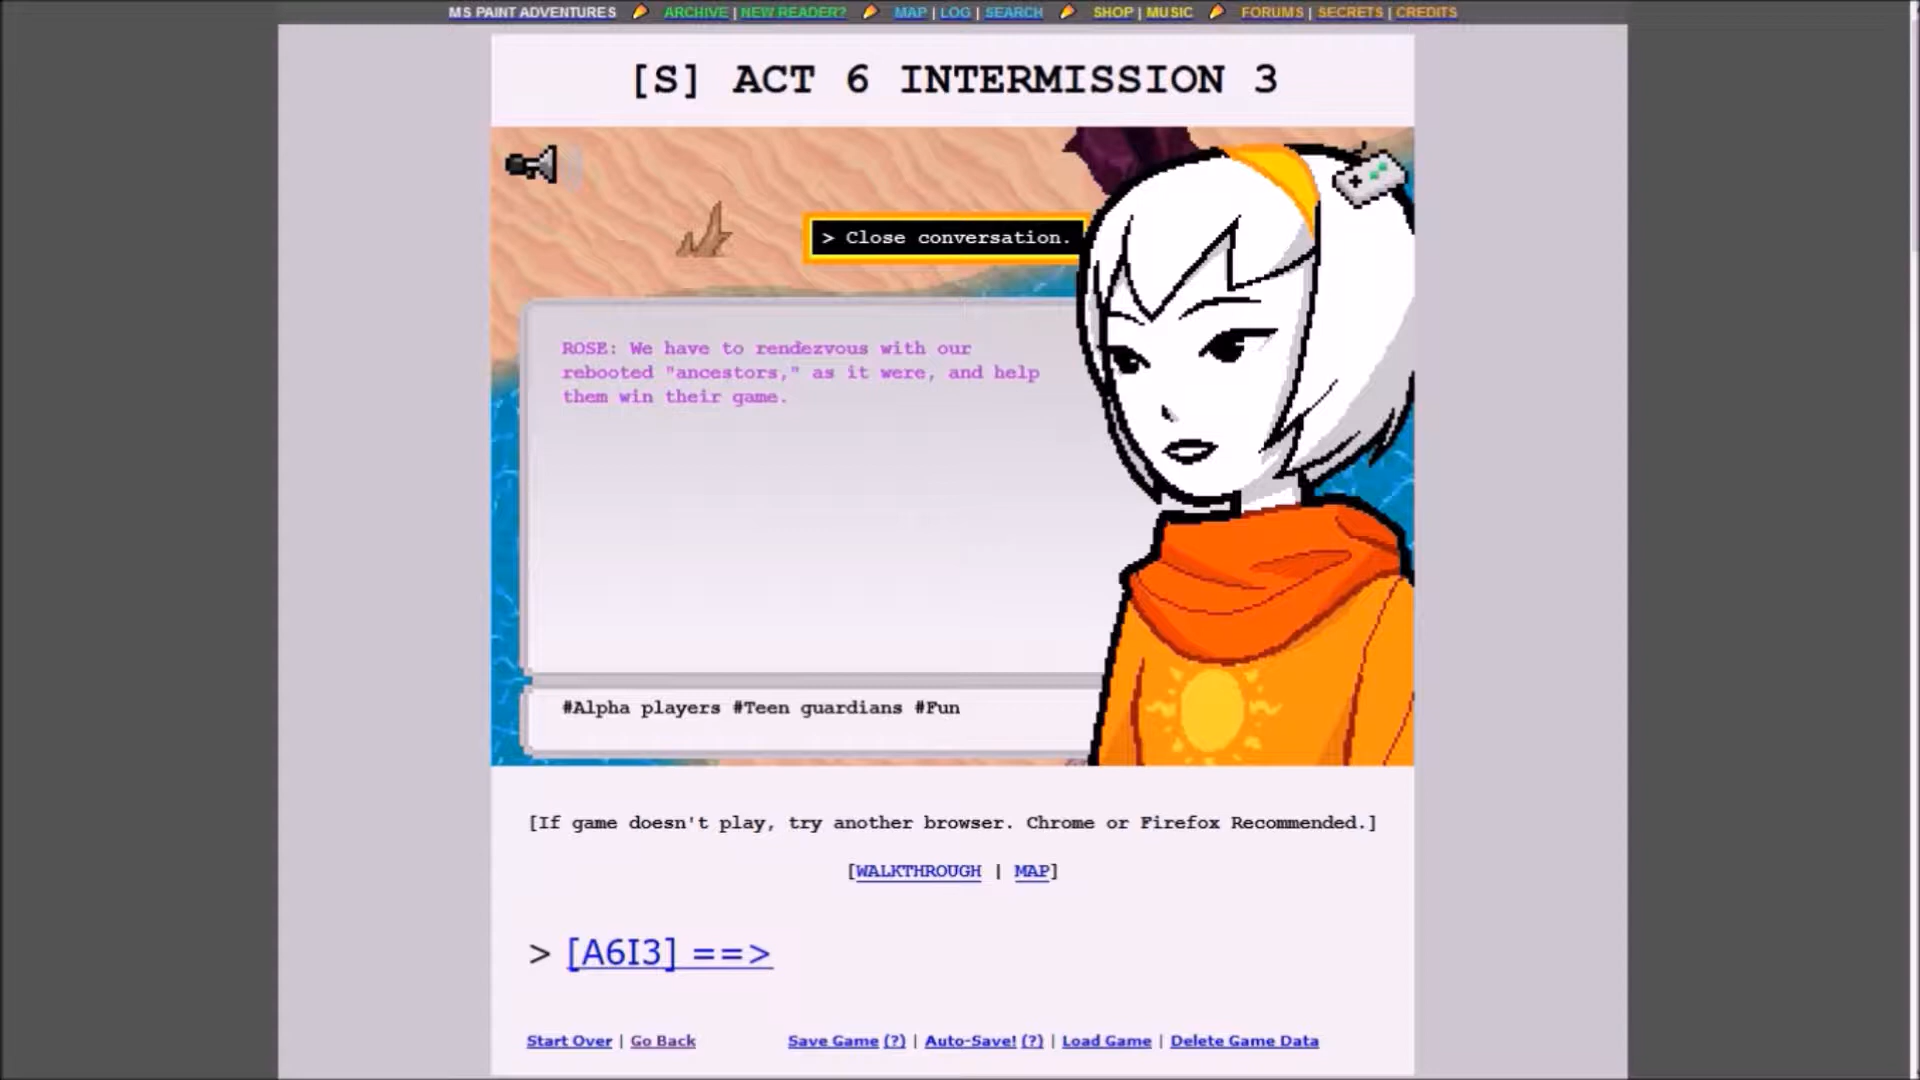 MS PAINT ADVENTURES ARCHIVE | NEW READER? MAP | LOG | SEARCH SHOP | MUSIC FORUMS | SECRETS | CREDITS
[S] ACT 6 INTERMISSION 3
> Close conversation.
ROSE: We have to rendezvous with our
rebooted "ancestors," as it were, and help
them win their game.
#Alpha players #Teen guardians #Fun
[If game doesn't play, try another browser. Chrome or Firefox Recommended.]
[WALKTHROUGH | MAP]
> [A6I3] ==>
Start Over | Go Back Save Game (?) | Auto-Save! (?) | Load Game | Delete Game Data